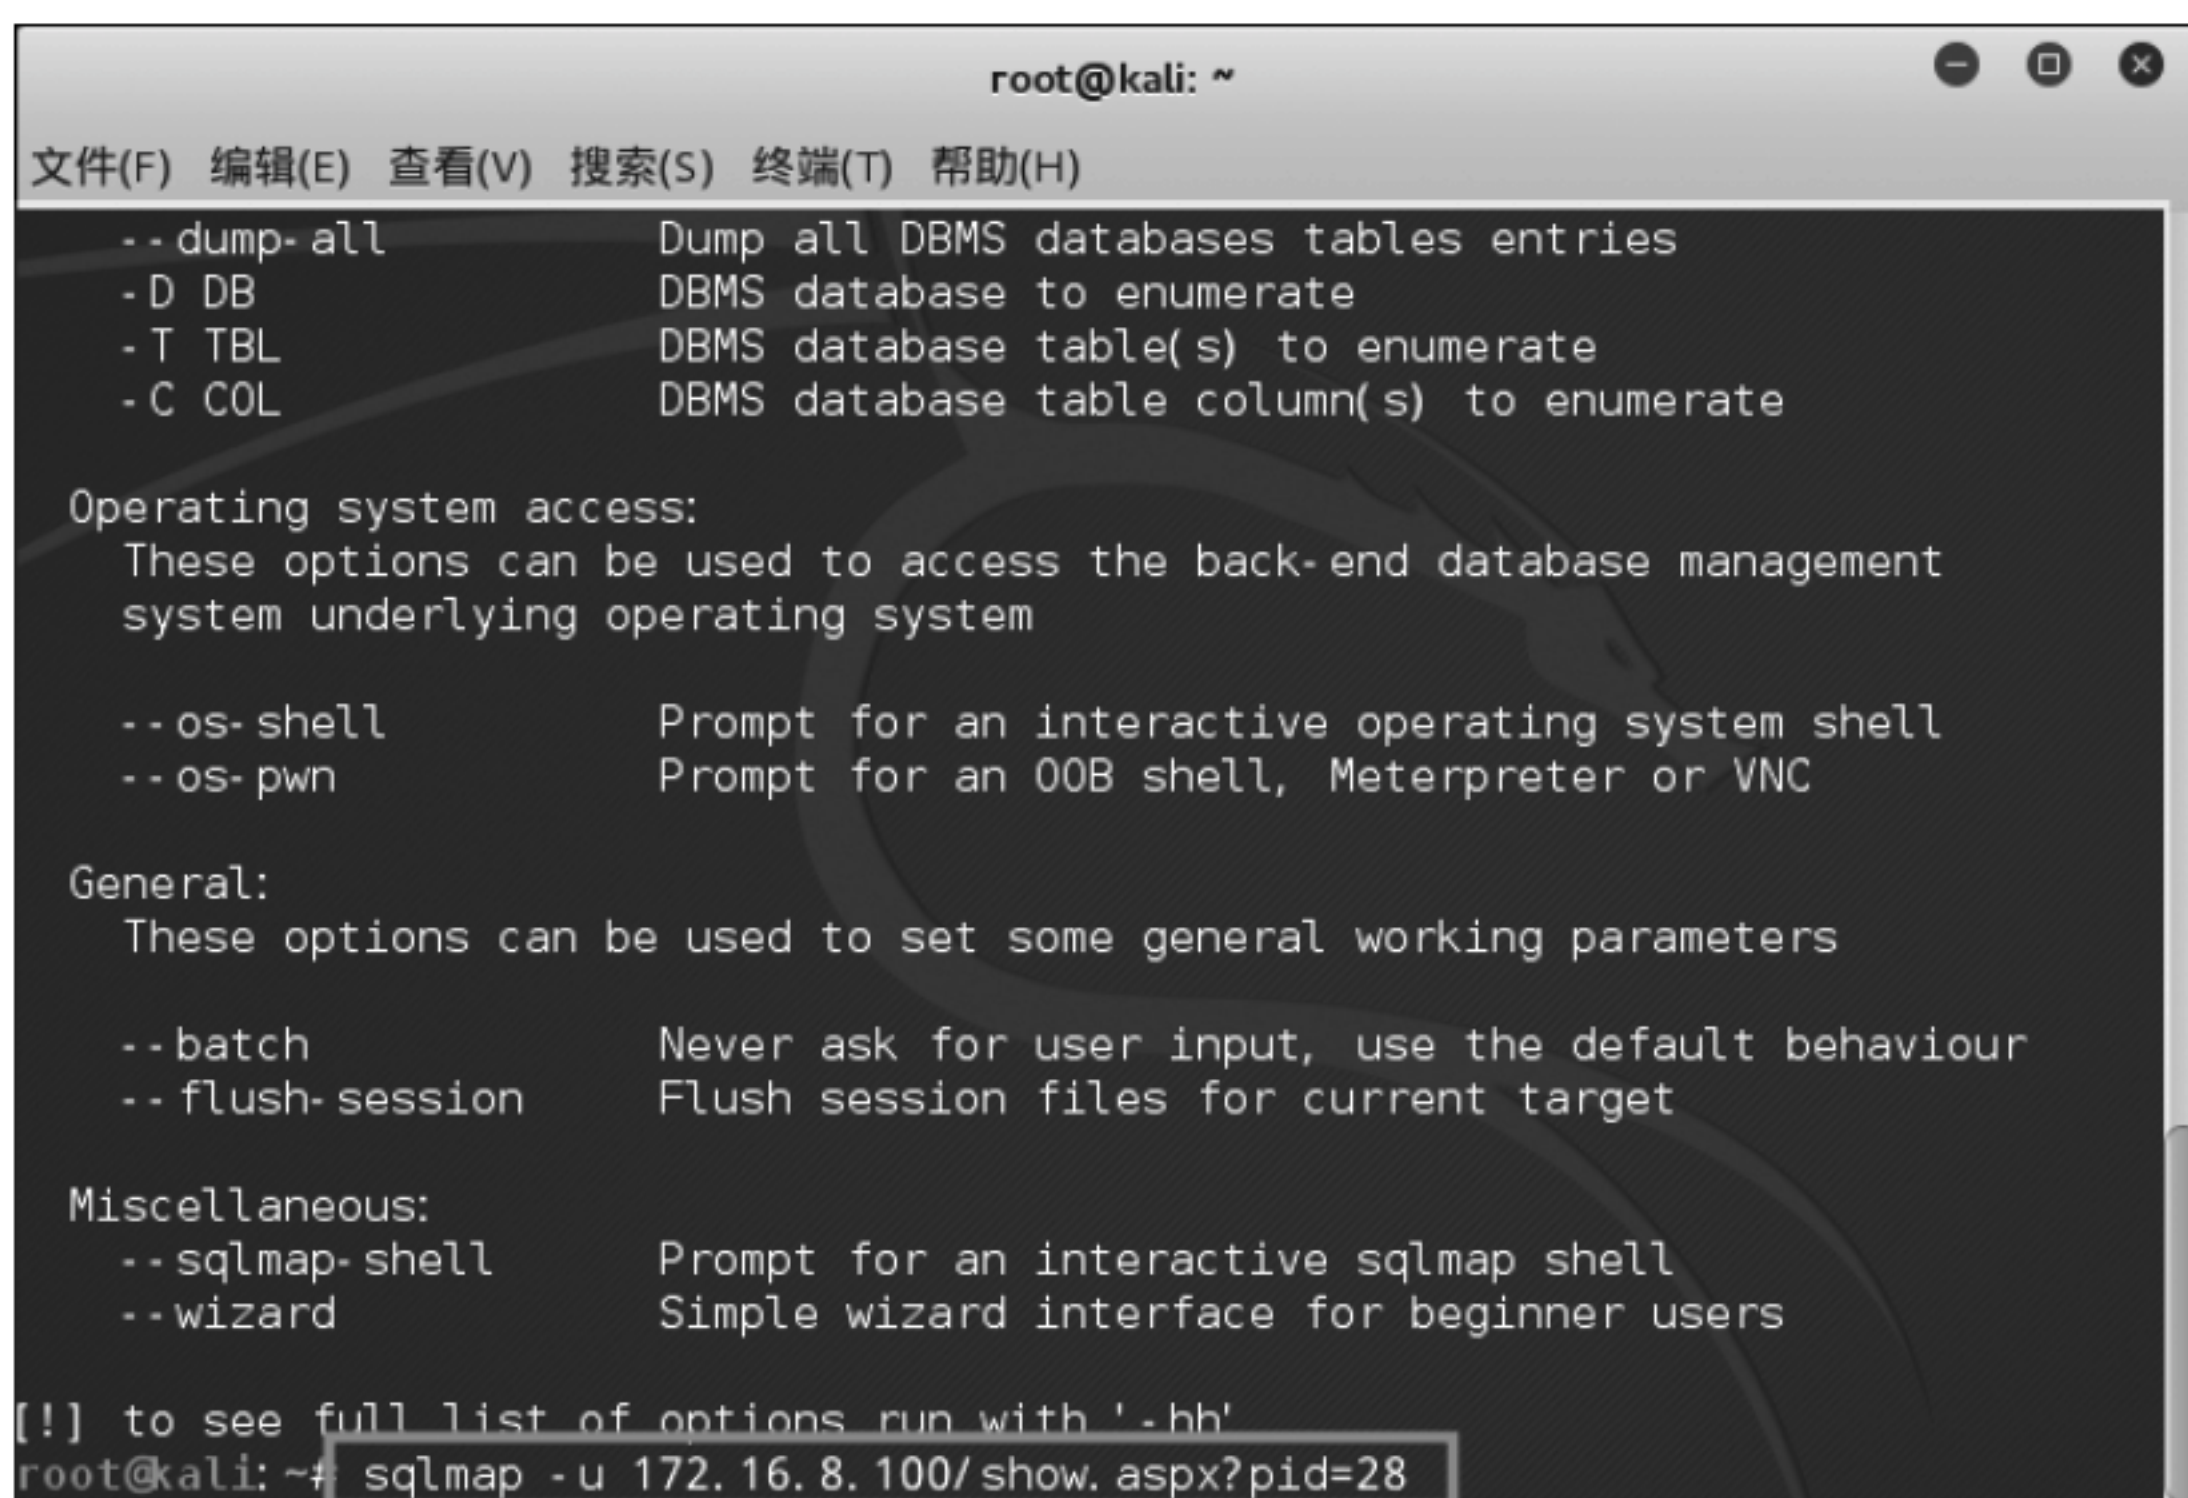 root@kali: ~
文件(F) 编辑(E) 查看(V) 搜索(S) 终端(T) 帮助(H)
--dump-all Dump all DBMS databases tables entries
-D DB DBMS database to enumerate
-T TBL DBMS database table(s) to enumerate
-C COL DBMS database table column(s) to enumerate
Operating system access:
These options can be used to access the back-end database management
system underlying operating system
--os-shell Prompt for an interactive operating system shell
--os-pwn Prompt for an OOB shell, Meterpreter or VNC
General:
These options can be used to set some general working parameters
--batch Never ask for user input, use the default behaviour
--flush-session Flush session files for current target
Miscellaneous:
--sqlmap-shell Prompt for an interactive sqlmap shell
--wizard Simple wizard interface for beginner users
[!] to see full list of options run with '-hh'
root@kali:~# sqlmap -u 172.16.8.100/show.aspx?pid=28